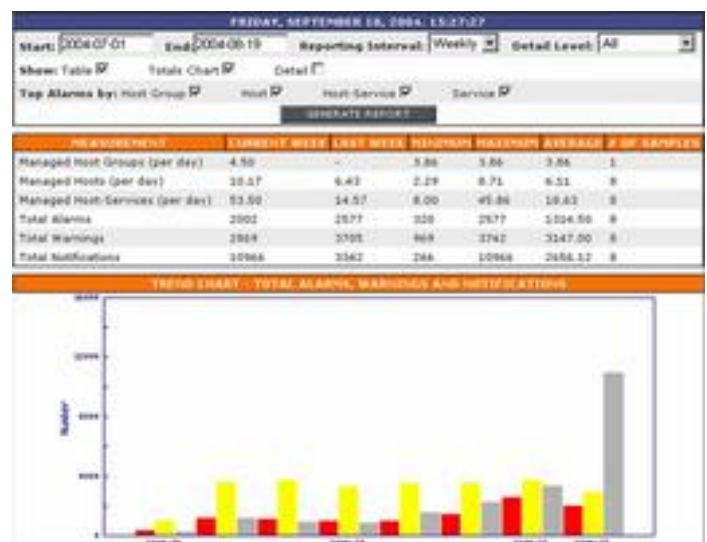 FRIDAY, SEPTEMBER 10, 2004. 15:27:27
Start: 2004-07-01 End: 2004-08-19 Reporting Interval: Weekly Detail Level: All
Show: Table Totals Chart Detail
Top Alarms by: Host Group Host Host-Service Service
GENERATE REPORT
MEASUREMENT CURRENT WEEK LAST WEEK MINIMUM MAXIMUM AVERAGE # OF SAMPLES
Managed Host Groups (per day) 4.50 - 3.86 3.86 3.86 1
Managed Hosts (per day) 10.17 6.43 2.29 8.71 6.11 8
Managed Host-Services (per day) 53.50 14.57 8.00 45.86 18.63 8
Total Alarms 2002 2577 320 2577 1314.50 8
Total Warnings 2869 3705 969 3762 3147.00 8
Total Notifications 10966 3362 266 10966 2656.12 8
TREND CHART - TOTAL ALARMS, WARNINGS AND NOTIFICATIONS
Number